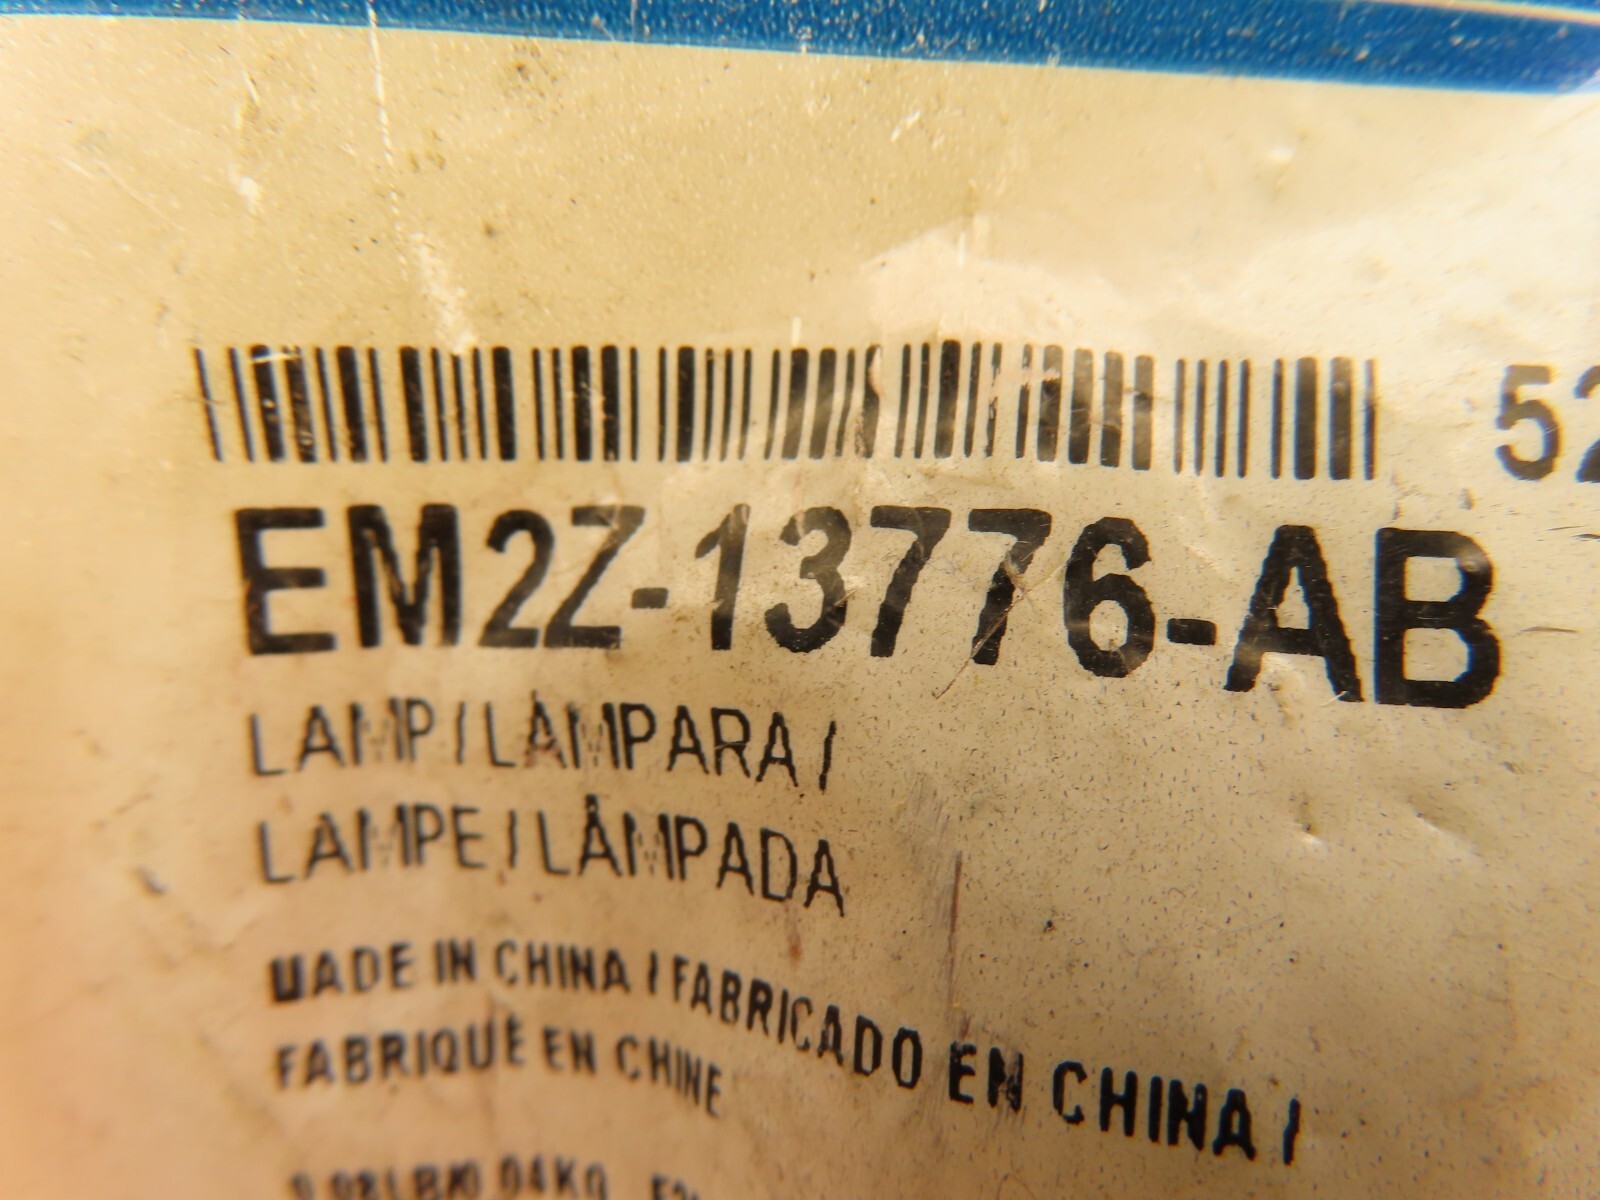 52
EM2Z-13776-AB
LAMP/LAMPARA/
LAMPE/LÂMPADA
MADE IN CHINA / FABRICADO EN CHINA /
FABRIQUE EN CHINE